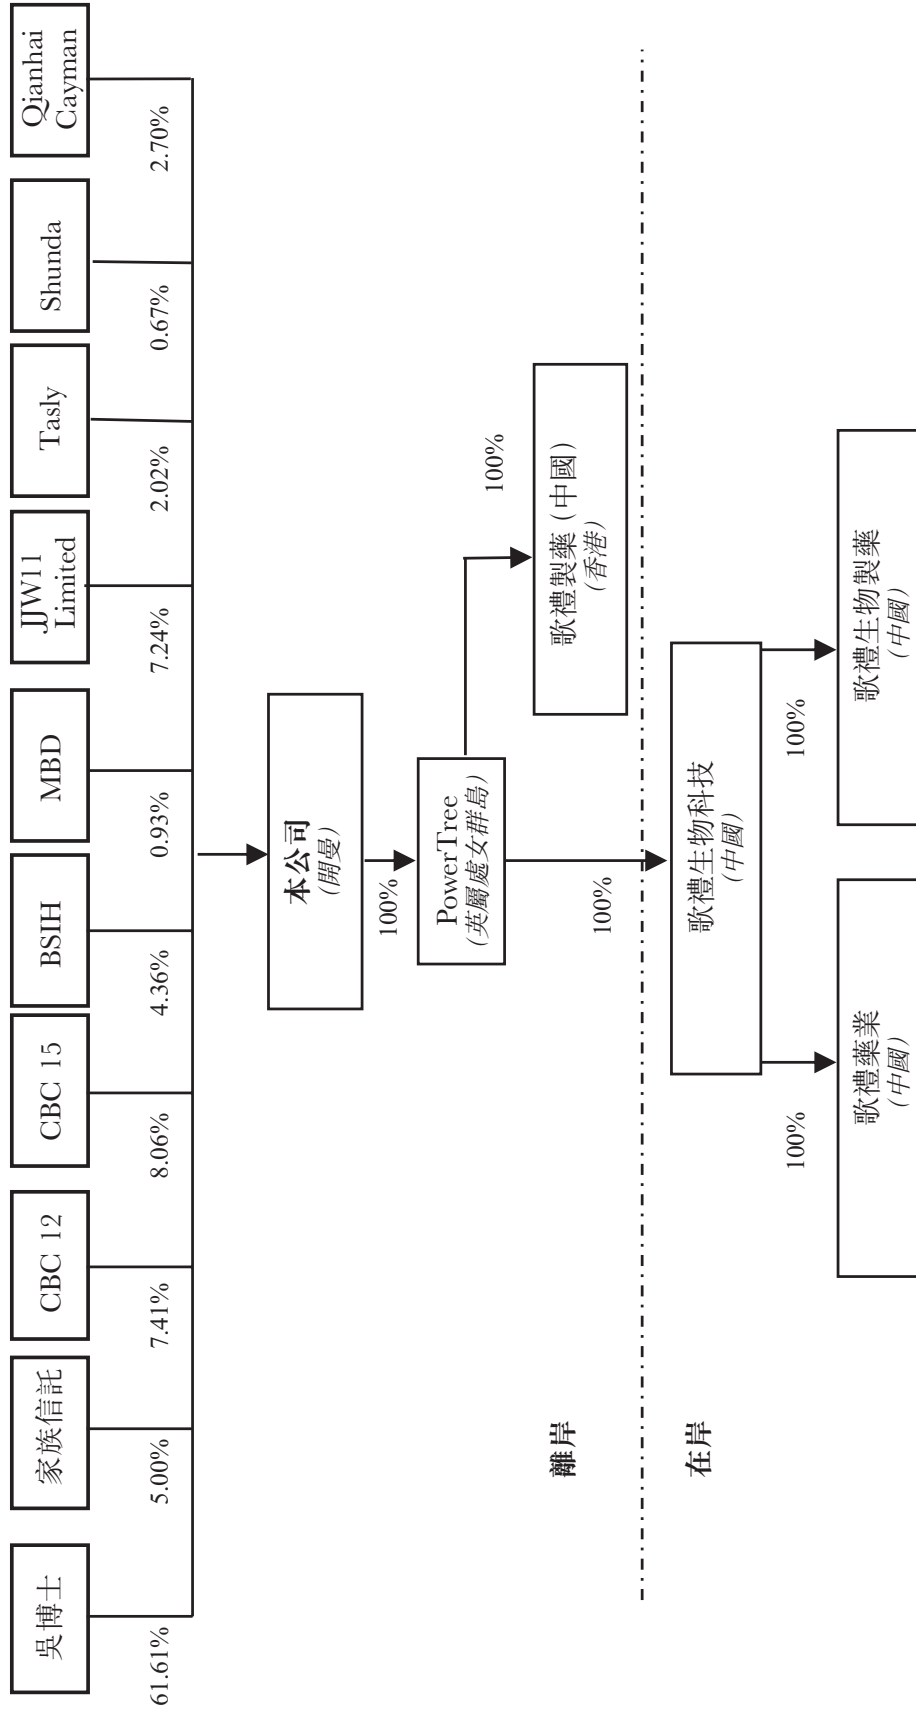 吳博士
家族信託
CBC 12
CBC 15
BSIH
MBD
JJW11
Limited
Tasly
Shunda
Qianhai
Cayman
61.61%
5.00%
7.41%
8.06%
4.36%
0.93%
7.24%
2.02%
0.67%
2.70%
本公司
(開曼)
100%
PowerTree
(英屬處女群島)
100%
歌禮製藥(中國)
(香港)
離岸
100%
在岸
歌禮生物科技
(中國)
100%
100%
歌禮藥業
(中國)
歌禮生物製藥
(中國)